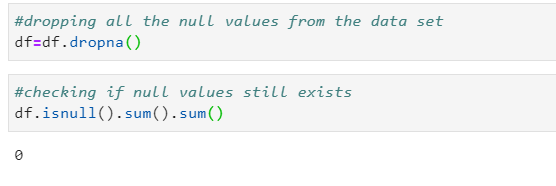 #dropping all the null values from the data set
df=df.dropna()
#checking if null values still exists
df.isnull().sum().sum()
0